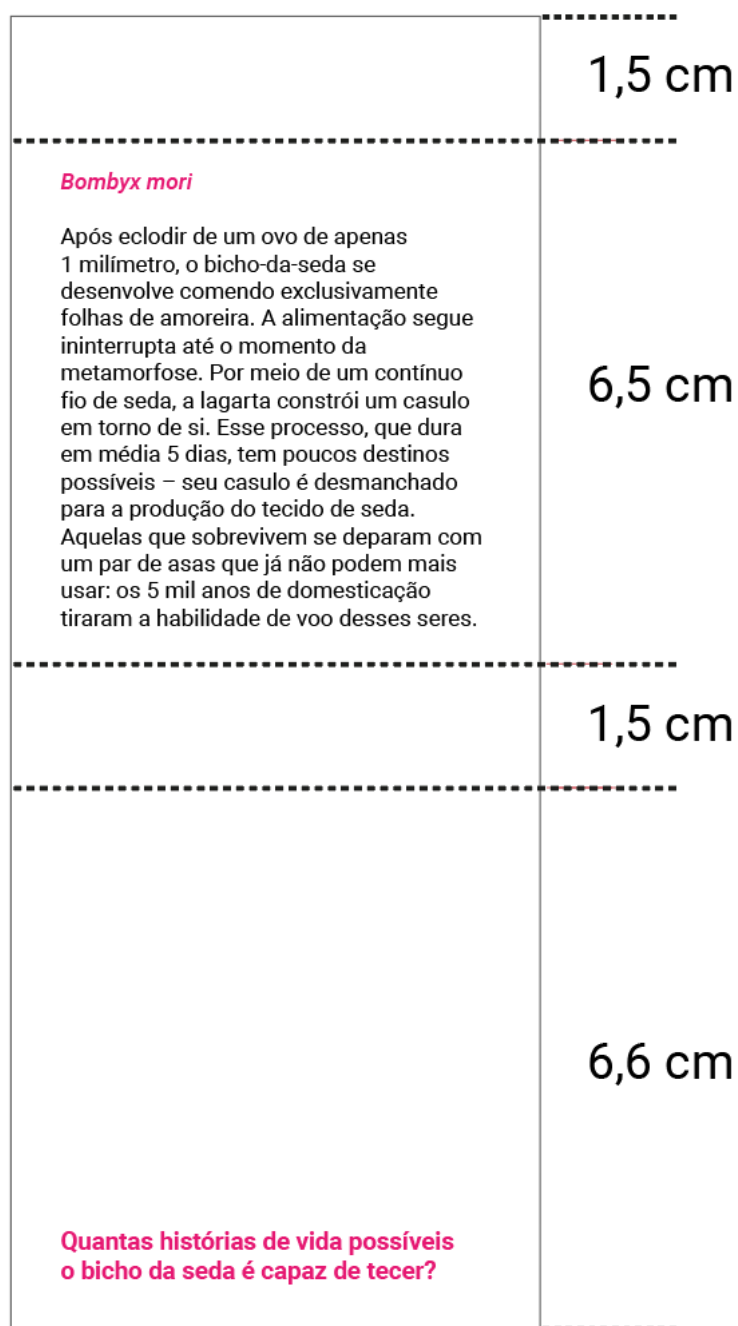 1,5 cm
Bombyx mori
Após eclodir de um ovo de apenas
1 milímetro, o bicho-da-seda se
desenvolve comendo exclusivamente
folhas de amoreira. A alimentação segue
ininterrupta até o momento da
metamorfose. Por meio de um contínuo
fio de seda, a lagarta constrói um casulo
em torno de si. Esse processo, que dura
em média 5 dias, tem poucos destinos
possíveis – seu casulo é desmanchado
para a produção do tecido de seda.
Aquelas que sobrevivem se deparam com
um par de asas que já não podem mais
usar: os 5 mil anos de domesticação
tiraram a habilidade de voo desses seres.
6,5 cm
1,5 cm
6,6 cm
Quantas histórias de vida possíveis
o bicho da seda é capaz de tecer?